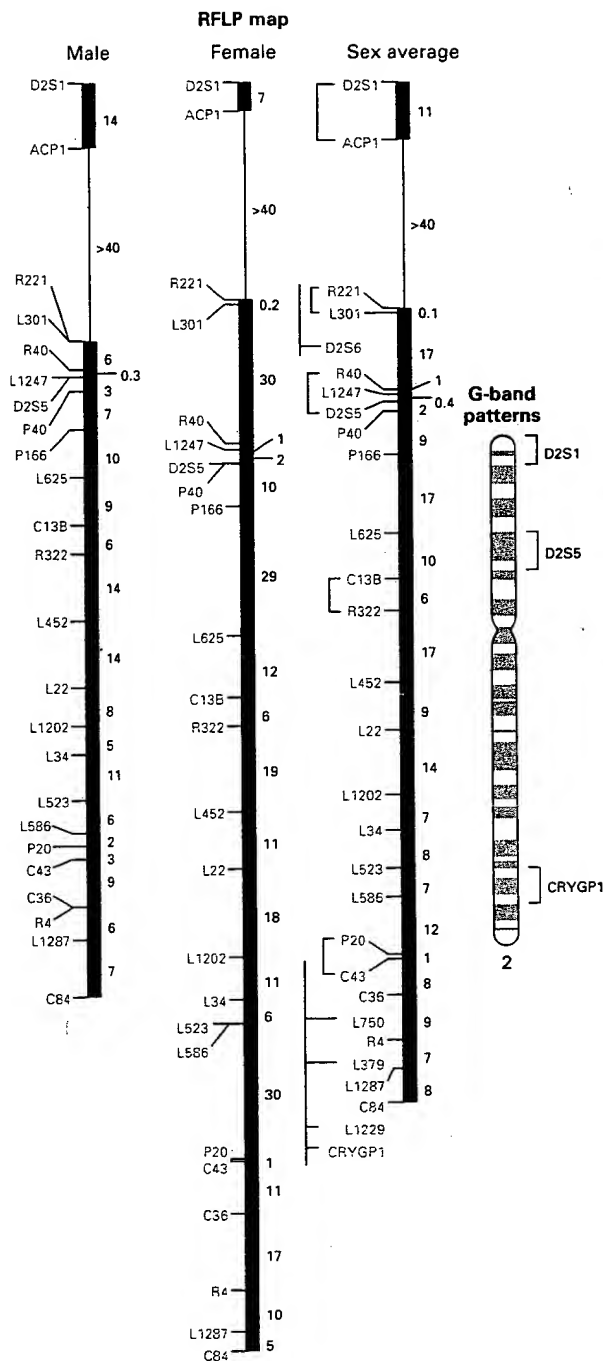 RFLP map
Male
D2S1
14
ACP1
>40
R221
L301
6
R40
0.3
L1247
3
D2S5
7
P40
P166
10
L625
9
C13B
6
R322
14
L452
14
L22
8
L1202
5
L34
11
L523
6
L586
2
P20
3
C43
9
C36
R4
6
L1287
7
C84
Female
D2S1
7
ACP1
>40
R221
0.2
L301
30
R40
1
L1247
2
D2S5
P40
10
P166
29
L625
12
C13B
6
R322
19
L452
11
L22
18
L1202
11
L34
6
L523
L586
30
P20
C43
1
11
C36
17
R4
10
L1287
5
C84
Sex average
D2S1
11
ACP1
>40
R221
0.1
L301
D2S6
17
R40
1
L1247
0.4
D2S5
2
P40
9
P166
17
L625
10
C13B
6
R322
17
L452
9
L22
14
L1202
7
L34
8
L523
7
L586
12
P20
1
C43
8
C36
L750
9
R4
7
L379
L1287
8
C84
L1229
CRYGP1
G-band
patterns
D2S1
D2S5
CRYGP1
2